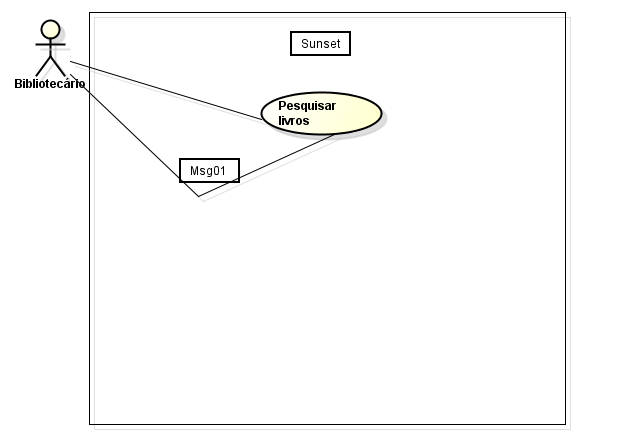 Sunset
Bibliotecário
Pesquisar
livros
Msg01